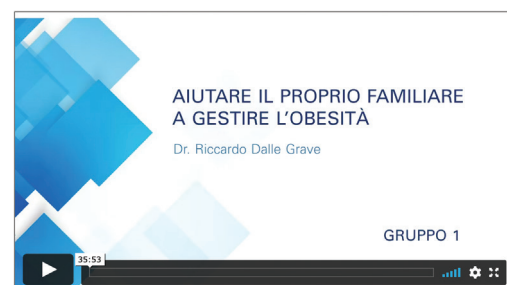 AIUTARE IL PROPRIO FAMILIARE
A GESTIRE L'OBESITÀ
Dr. Riccardo Dalle Grave
GRUPPO 1
35:53